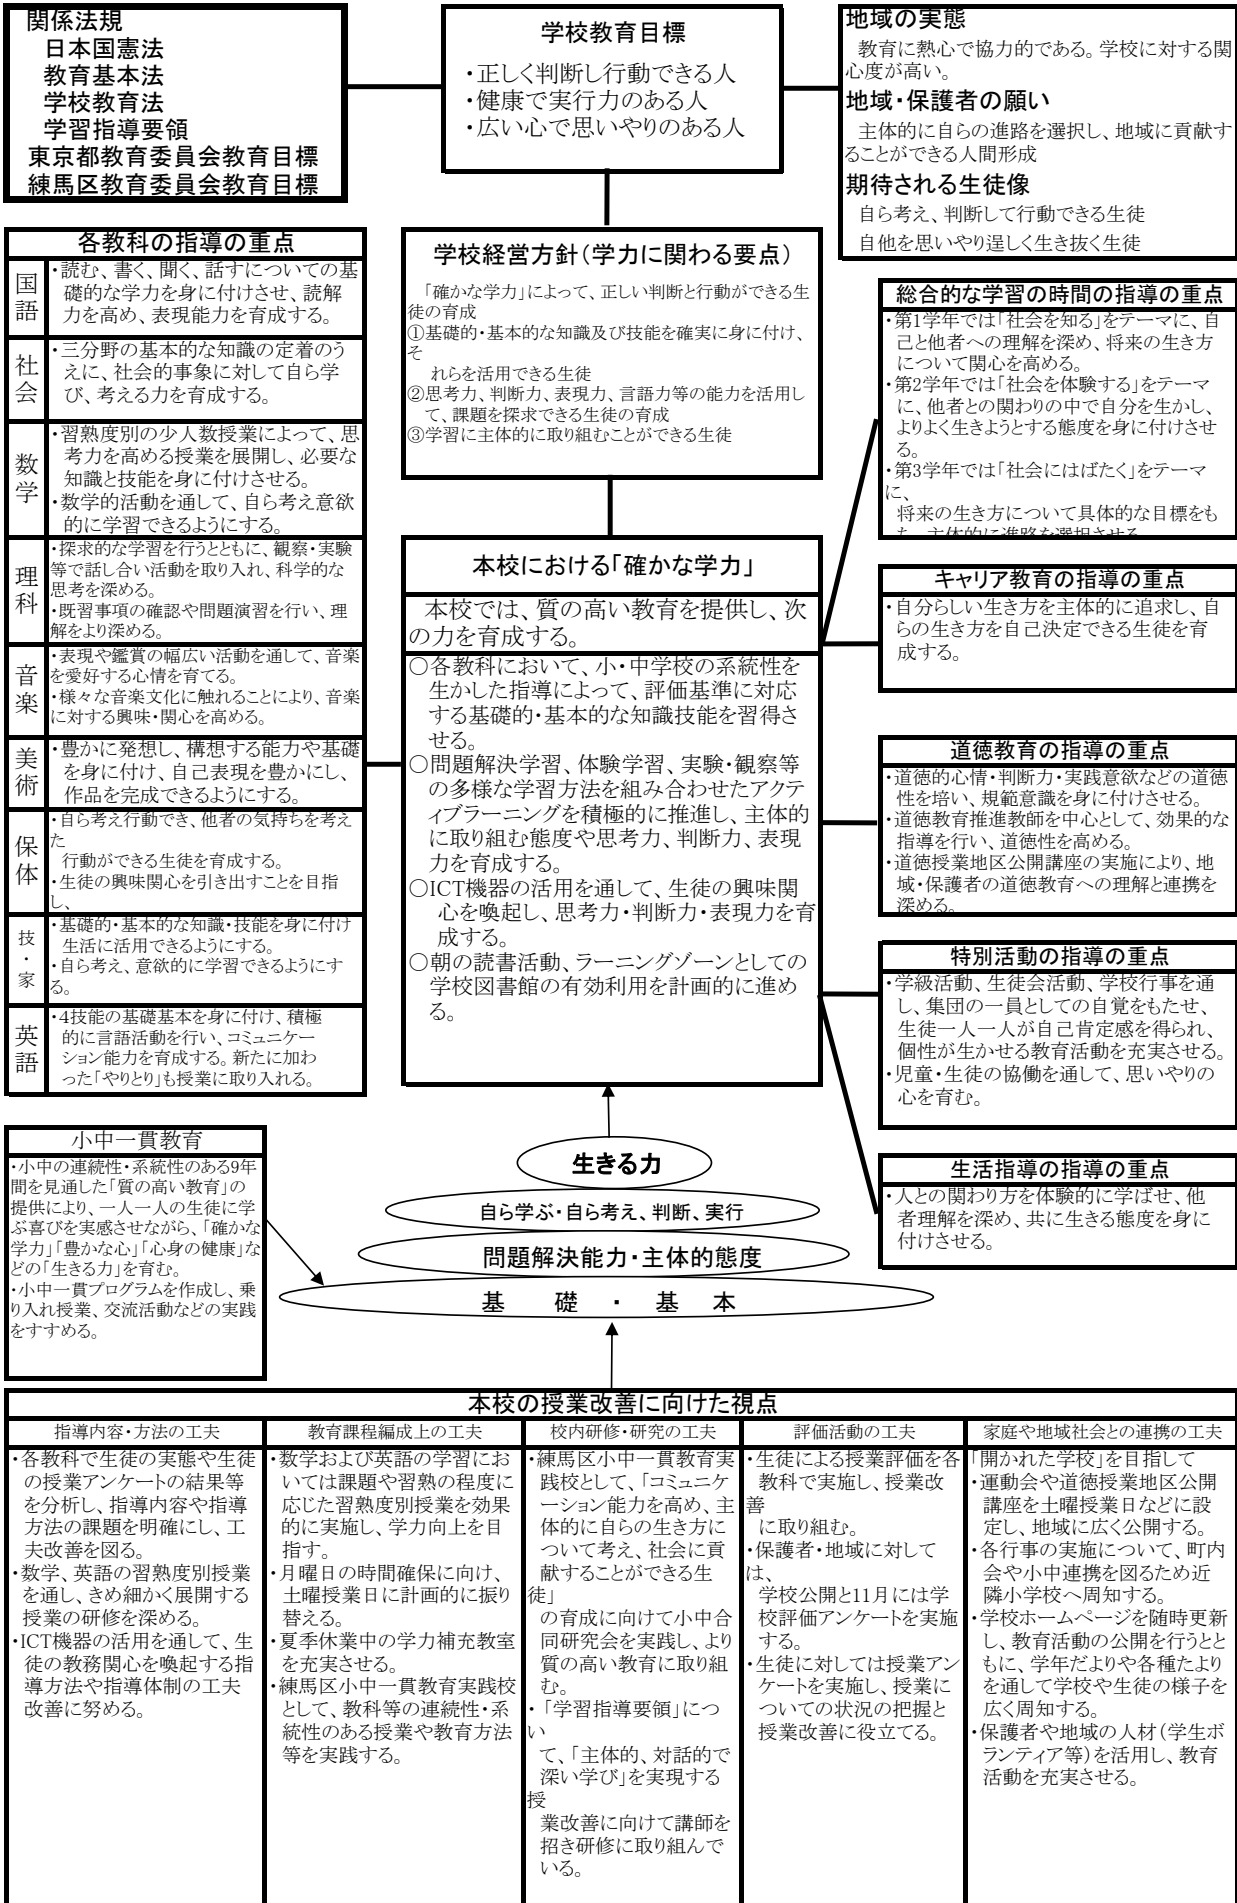 関係法規
日本国憲法
教育基本法
学校教育法
学習指導要領
東京都教育委員会教育目標
練馬区教育委員会教育目標
学校教育目標
・正しく判断し行動できる人
・健康で実行力のある人
・広い心で思いやりのある人
地域の実態
教育に熱心で協力的である。学校に対する関
心度が高い。
地域・保護者の願い
主体的に自らの進路を選択し、地域に貢献す
ることができる人間形成
期待される生徒像
自ら考え、判断して行動できる生徒
自他を思いやり逞しく生き抜く生徒
各教科の指導の重点
国語
・読む、書く、聞く、話すについての基
礎的な学力を身に付けさせ、読解
力を高め、表現能力を育成する。
社会
・三分野の基本的な知識の定着のう
えに、社会的事象に対して自ら学
び、考える力を育成する。
数学
・習熟度別の少人数授業によって、思
考力を高める授業を展開し、必要な
知識と技能を身に付けさせる。
・数学的活動を通して、自ら考え意欲
的に学習できるようにする。
理科
・探求的な学習を行うとともに、観察・実験
等で話し合い活動を取り入れ、科学的な
思考を深める。
・既習事項の確認や問題演習を行い、理
解をより深める。
音楽
・表現や鑑賞の幅広い活動を通して、音楽
を愛好する心情を育てる。
・様々な音楽文化に触れることにより、音楽
に対する興味・関心を高める。
美術
・豊かに発想し、構想する能力や基礎
を身に付け、自己表現を豊かにし、
作品を完成できるようにする。
保体
・自ら考え行動でき、他者の気持ちを考え
た
行動ができる生徒を育成する。
・生徒の興味関心を引き出すことを目指
し、
技・家
・基礎的・基本的な知識・技能を身に付け
生活に活用できるようにする。
・自ら考え、意欲的に学習できるようにす
る。
英語
・4技能の基礎基本を身に付け、積極
的に言語活動を行い、コミュニケー
ション能力を育成する。新たに加わ
った「やりとり」も授業に取り入れる。
学校経営方針(学力に関わる要点)
「確かな学力」によって、正しい判断と行動ができる生
徒の育成
①基礎的・基本的な知識及び技能を確実に身に付け、
そ
れらを活用できる生徒
②思考力、判断力、表現力、言語力等の能力を活用し
て、課題を探求できる生徒の育成
③学習に主体的に取り組むことができる生徒
本校における「確かな学力」
本校では、質の高い教育を提供し、次
の力を育成する。
○各教科において、小・中学校の系統性を
生かした指導によって、評価基準に対応
する基礎的・基本的な知識技能を習得さ
せる。
○問題解決学習、体験学習、実験・観察等
の多様な学習方法を組み合わせたアクテ
ィブラーニングを積極的に推進し、主体的
に取り組む態度や思考力、判断力、表現
力を育成する。
○ICT機器の活用を通して、生徒の興味関
心を喚起し、思考力・判断力・表現力を育
成する。
○朝の読書活動、ラーニングゾーンとしての
学校図書館の有効利用を計画的に進め
る。
総合的な学習の時間の指導の重点
・第1学年では「社会を知る」をテーマに、自
己と他者への理解を深め、将来の生き方
について関心を高める。
・第2学年では「社会を体験する」をテーマ
に、他者との関わりの中で自分を生かし、
よりよく生きようとする態度を身に付けさせ
る。
・第3学年では「社会にはばたく」をテーマ
に、
将来の生き方について具体的な目標をも
ち、主体的に進路を選択させる。
キャリア教育の指導の重点
・自分らしい生き方を主体的に追求し、自
らの生き方を自己決定できる生徒を育
成する。
道徳教育の指導の重点
・道徳的心情・判断力・実践意欲などの道徳
性を培い、規範意識を身に付けさせる。
・道徳教育推進教師を中心として、効果的な
指導を行い、道徳性を高める。
・道徳授業地区公開講座の実施により、地
域・保護者の道徳教育への理解と連携を
深める。
特別活動の指導の重点
・学級活動、生徒会活動、学校行事を通
し、集団の一員としての自覚をもたせ、
生徒一人一人が自己肯定感を得られ、
個性が生かせる教育活動を充実させる。
・児童・生徒の協働を通して、思いやりの
心を育む。
生活指導の指導の重点
・人との関わり方を体験的に学ばせ、他
者理解を深め、共に生きる態度を身に
付けさせる。
小中一貫教育
・小中の連続性・系統性のある9年
間を見通した「質の高い教育」の
提供により、一人一人の生徒に学
ぶ喜びを実感させながら、「確かな
学力」「豊かな心」「心身の健康」な
どの「生きる力」を育む。
・小中一貫プログラムを作成し、乗
り入れ授業、交流活動などの実践
をすすめる。
生きる力
自ら学ぶ・自ら考え、判断、実行
問題解決能力・主体的態度
基 礎 ・ 基 本
本校の授業改善に向けた視点
指導内容・方法の工夫
・各教科で生徒の実態や生徒
の授業アンケートの結果等
を分析し、指導内容や指導
方法の課題を明確にし、工
夫改善を図る。
・数学、英語の習熟度別授業
を通し、きめ細かく展開する
授業の研修を深める。
・ICT機器の活用を通して、生
徒の教務関心を喚起する指
導方法や指導体制の工夫
改善に努める。
教育課程編成上の工夫
・数学および英語の学習にお
いては課題や習熟の程度に
応じた習熟度別授業を効果
的に実施し、学力向上を目
指す。
・月曜日の時間確保に向け、
土曜授業日に計画的に振り
替える。
・夏季休業中の学力補充教室
を充実させる。
・練馬区小中一貫教育実践校
として、教科等の連続性・系
統性のある授業や教育方法
等を実践する。
校内研修・研究の工夫
・練馬区小中一貫教育実
践校として、「コミュニケ
ーション能力を高め、主
体的に自らの生き方に
ついて考え、社会に貢
献することができる生
徒」
の育成に向けて小中合
同研究会を実践し、より
質の高い教育に取り組
む。
・「学習指導要領」につ
い
て、「主体的、対話的で
深い学び」を実現する
授
業改善に向けて講師を
招き研修に取り組んで
いる。
評価活動の工夫
・生徒による授業評価を各
教科で実施し、授業改
善
に取り組む。
・保護者・地域に対して
は、
学校公開と11月には学
校評価アンケートを実施
する。
・生徒に対しては授業アン
ケートを実施し、授業に
ついての状況の把握と
授業改善に役立てる。
家庭や地域社会との連携の工夫
「開かれた学校」を目指して
・運動会や道徳授業地区公開
講座を土曜授業日などに設
定し、地域に広く公開する。
・各行事の実施について、町内
会や小中連携を図るため近
隣小学校へ周知する。
・学校ホームページを随時更新
し、教育活動の公開を行うとと
もに、学年だよりや各種たより
を通して学校や生徒の様子を
広く周知する。
・保護者や地域の人材(学生ボ
ランティア等)を活用し、教育
活動を充実させる。